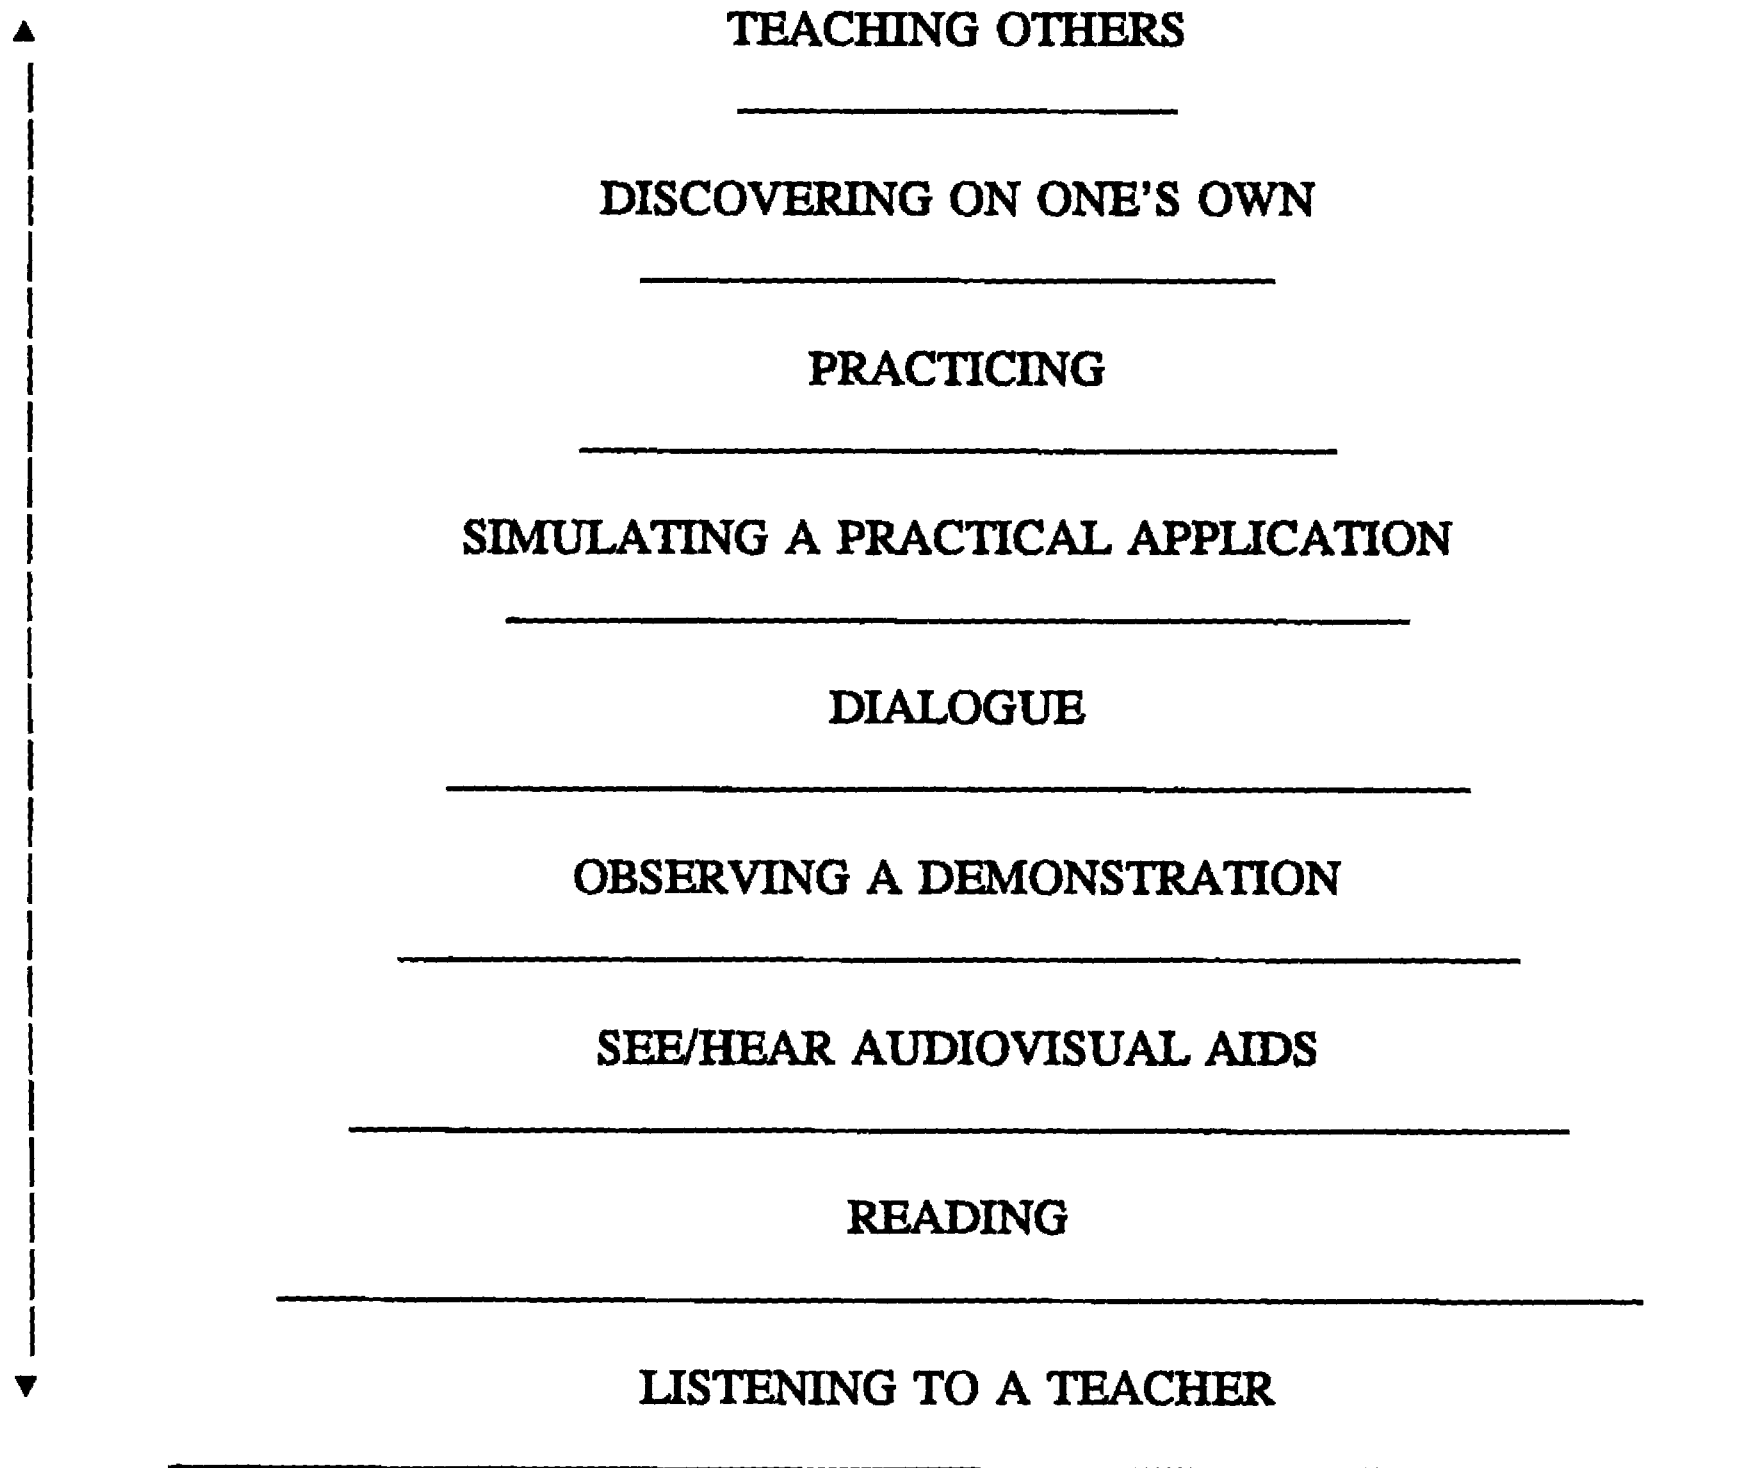 TEACHING OTHERS
DISCOVERING ON ONE'S OWN
PRACTICING
SIMULATING A PRACTICAL APPLICATION
DIALOGUE
OBSERVING A DEMONSTRATION
SEE/HEAR AUDIOVISUAL AIDS
READING
LISTENING TO A TEACHER